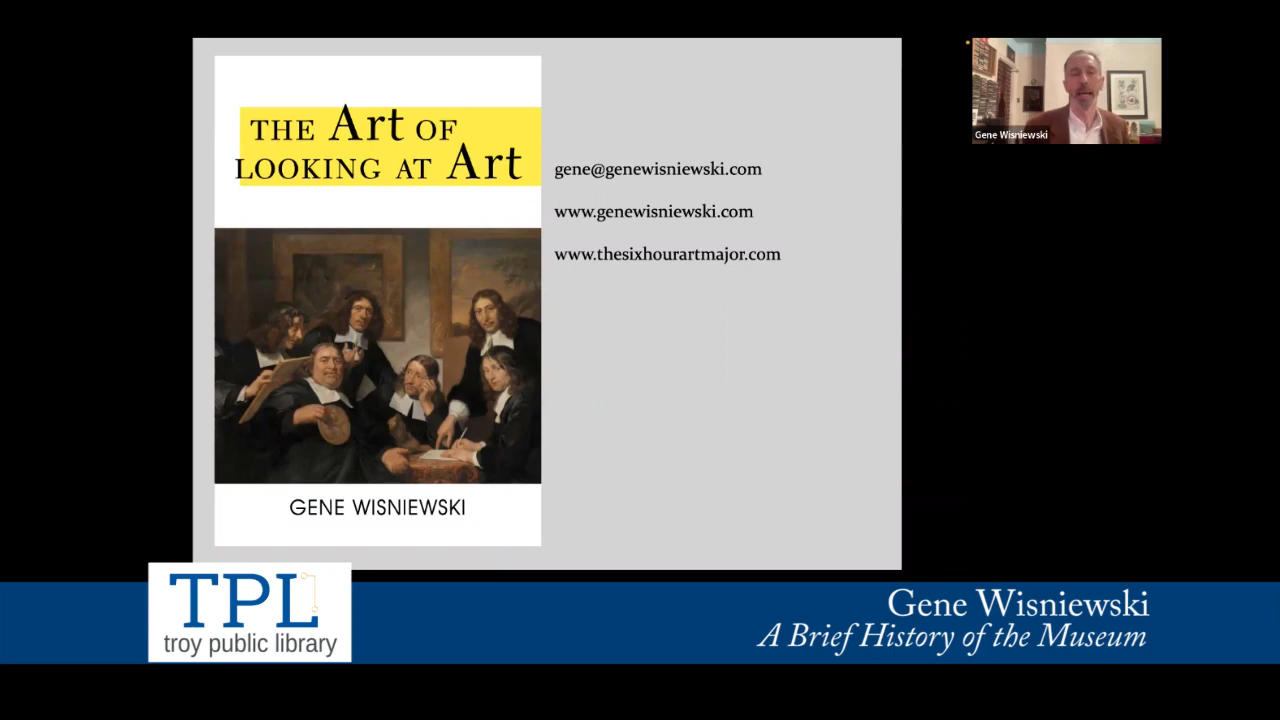 THE Art OF
LOOKING AT Art
GENE WISNIEWSKI
gene@genewisniewski.com
www.genewisniewski.com
www.thesixhourartmajor.com
Gene Wisniewski
TPL
troy public library
Gene Wisniewski
A Brief History of the Museum